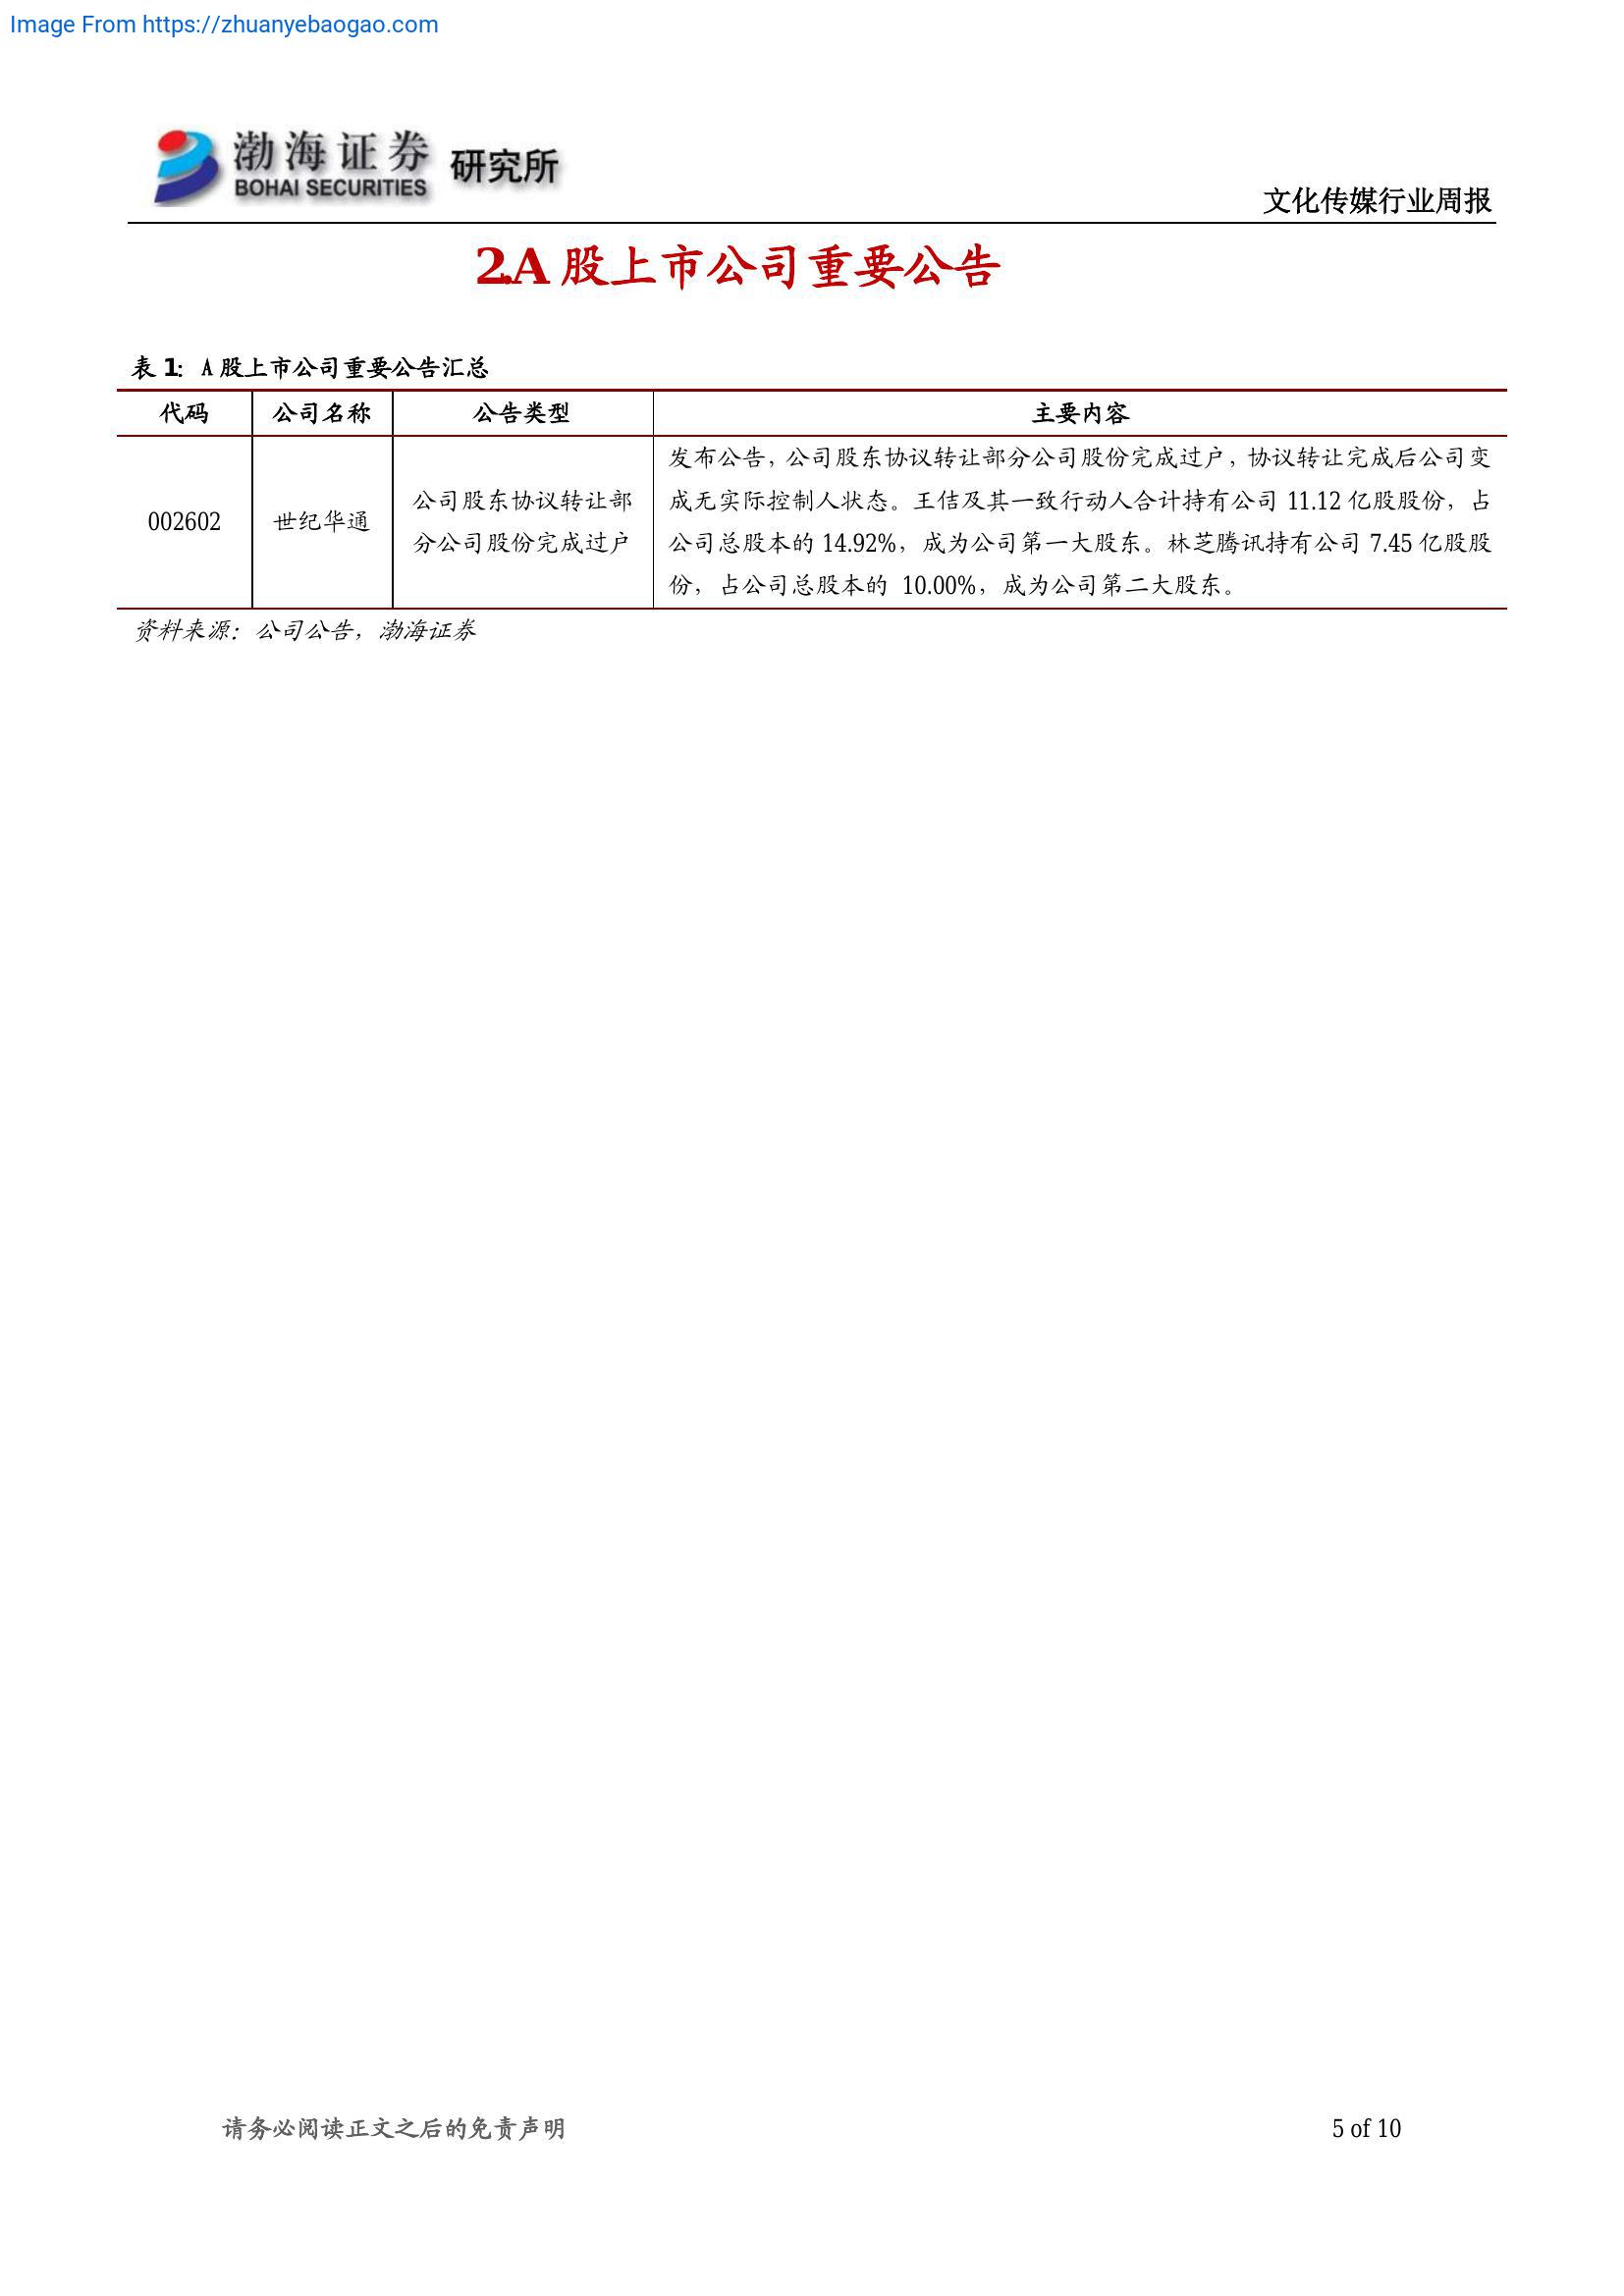 Image From https://zhuanyebaogao.com
渤海证券 研究所
BOHAI SECURITIES
文化传媒行业周报
2.A 股上市公司重要公告
表 1: A 股上市公司重要公告汇总
代码 公司名称 公告类型 主要内容
002602 世纪华通 公司股东协议转让部
分公司股份完成过户
发布公告，公司股东协议转让部分公司股份完成过户，协议转让完成后公司变
成无实际控制人状态。王佶及其一致行动人合计持有公司 11.12 亿股股份，占
公司总股本的 14.92%，成为公司第一大股东。林芝腾讯持有公司 7.45 亿股股
份，占公司总股本的 10.00%，成为公司第二大股东。
资料来源：公司公告，渤海证券
请务必阅读正文之后的免责声明
5 of 10